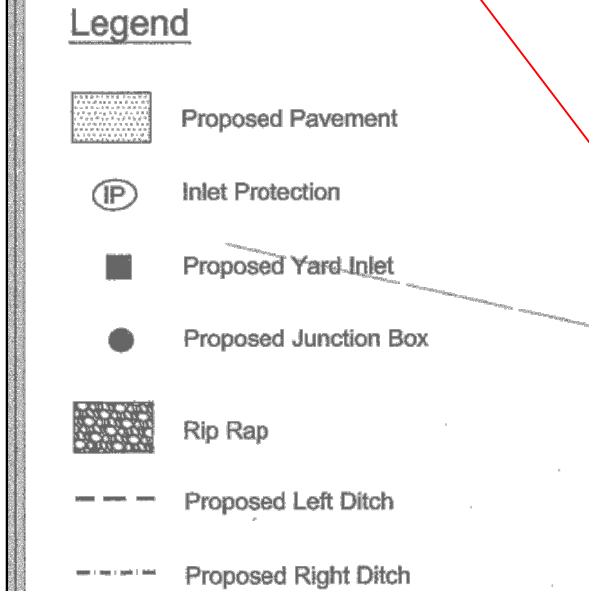 Legend
Proposed Pavement
IP Inlet Protection
Proposed Yard Inlet
Proposed Junction Box
Rip Rap
Proposed Left Ditch
Proposed Right Ditch